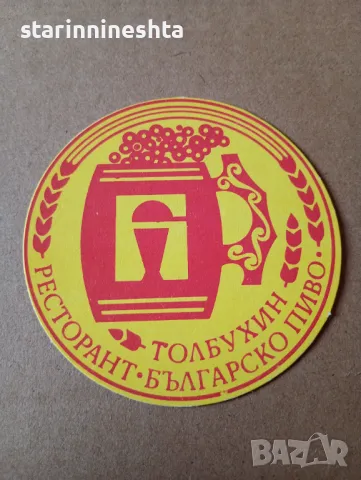 starinnineshta
ТОЛБУХИН
РЕСТОРАНТ · БЪЛГАРСКО ПИВО ·
BAZAR